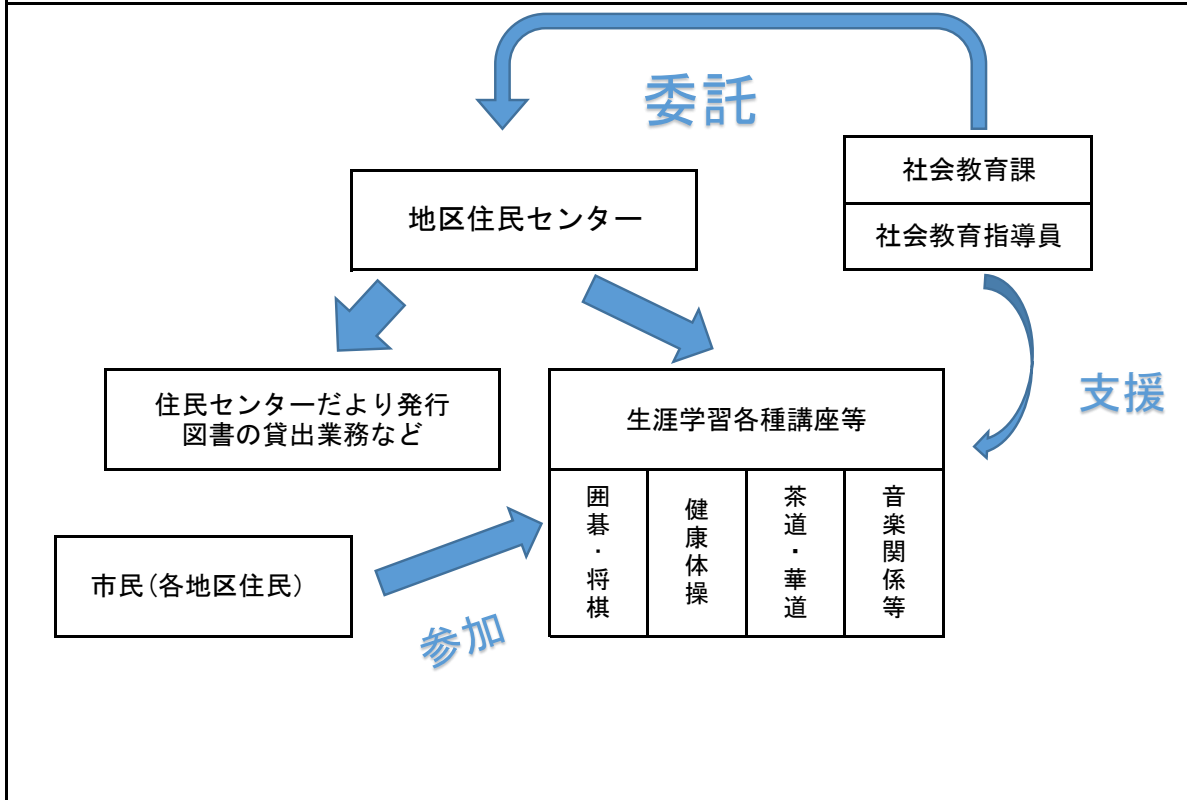 委託
社会教育課
社会教育指導員
地区住民センター
支援
住民センターだより発行
図書の貸出業務など
生涯学習各種講座等
囲碁・将棋
健康体操
茶道・華道
音楽関係等
市民(各地区住民)
参加